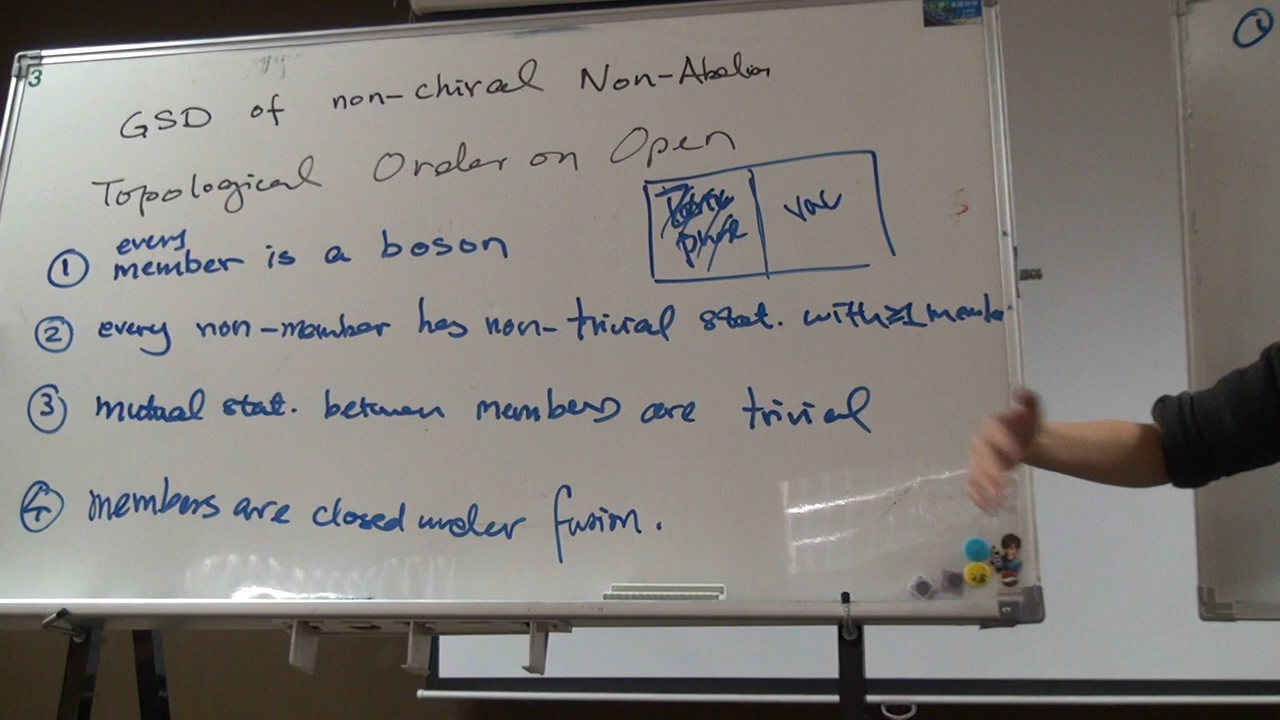 3
GSD of non-chiral Non-Abelian
Topological Order on Open
① every member is a boson
vac
② every non-member has non-trivial stat. with ≥1 member
③ mutual stat. between members are trivial
④ members are closed under fusion.